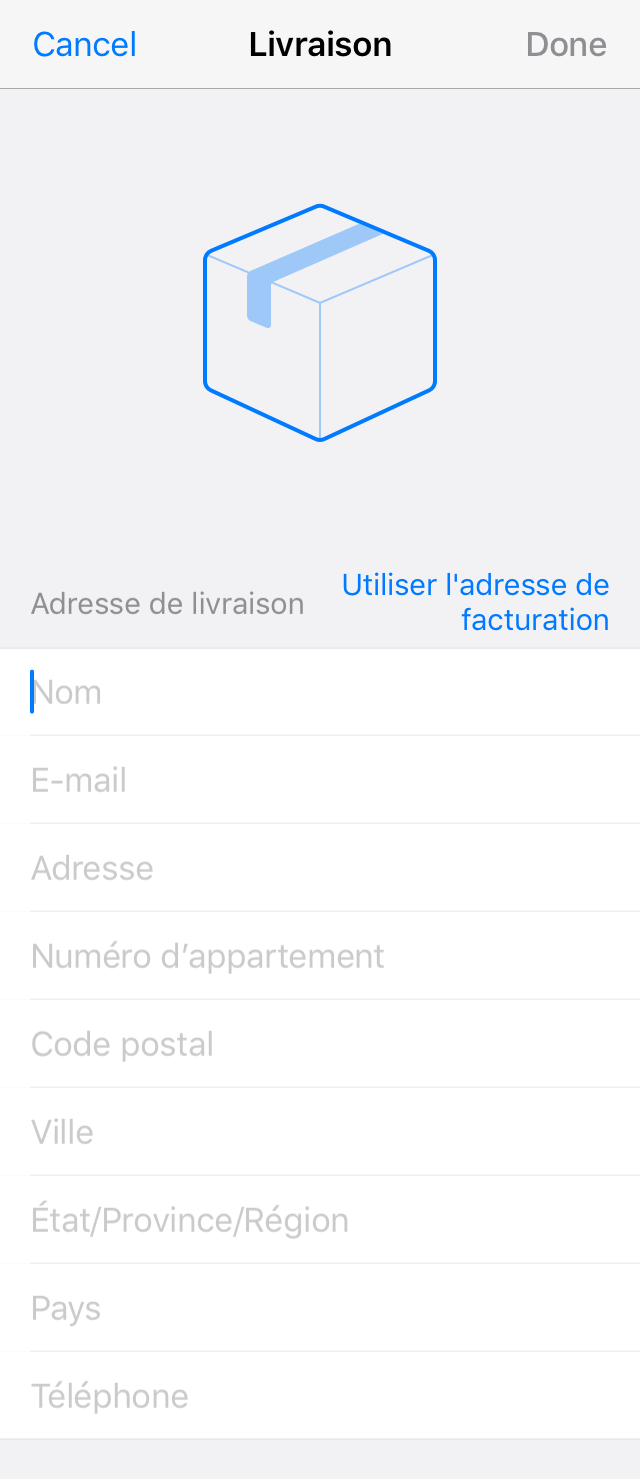 Cancel
Livraison
Done
Adresse de livraison
Utiliser l'adresse de
facturation
Nom
E-mail
Adresse
Numéro d’appartement
Code postal
Ville
État/Province/Région
Pays
Téléphone